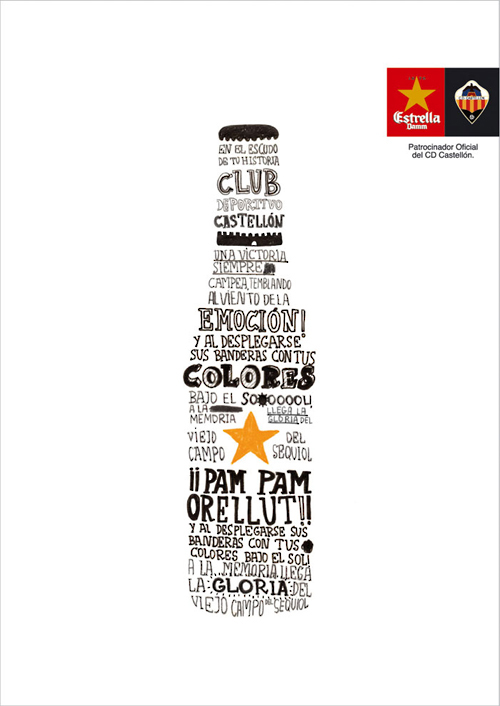 Estrella
Damm
Patrocinador Oficial
del CD Castellón.
EN EL ESCUDO
DE TU HISTORIA
CLUB
DEPORTIVO
CASTELLÓN
UNA VICTORIA
SIEMPRE
CAMPEA, TEMBLANDO
AL VIENTO DE LA
EMOCIÓN!
Y AL DESPLEGARSE
SUS BANDERAS CON TUS
COLORES
BAJO EL SOOOOOOL!,
A LA
MEMORIA
LLEGA LA
GLORIA DEL
VIEJO
CAMPO
DEL
SEQUIOL
¡¡PAM PAM
ORELLUT!!
Y AL DESPLEGARSE SUS
BANDERAS CON TUS
COLORES BAJO EL SOL!
A LA... MEMORIA LLEGA
LA GLORIA DEL
VIEJO CAMPO DEL SEQUIOL